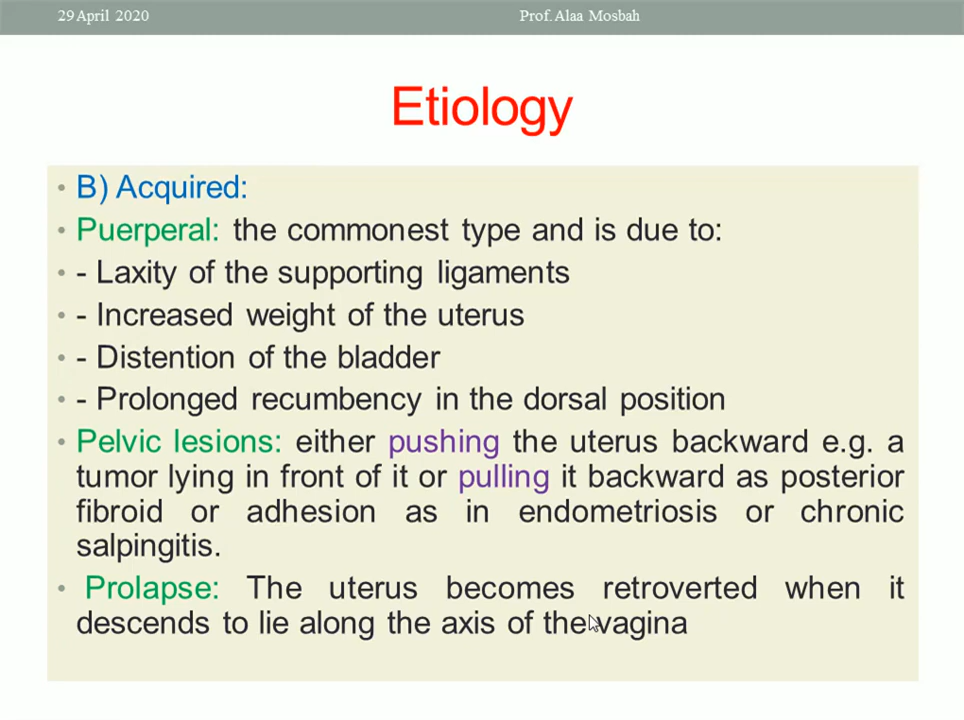 29 April 2020
Prof.Alaa Mosbah
Etiology
• B) Acquired:
• Puerperal: the commonest type and is due to:
• - Laxity of the supporting ligaments
• - Increased weight of the uterus
• - Distention of the bladder
• - Prolonged recumbency in the dorsal position
• Pelvic lesions: either pushing the uterus backward e.g. a
tumor lying in front of it or pulling it backward as posterior
fibroid or adhesion as in endometriosis or chronic
salpingitis.
• Prolapse: The uterus becomes retroverted when it
descends to lie along the axis of the vagina